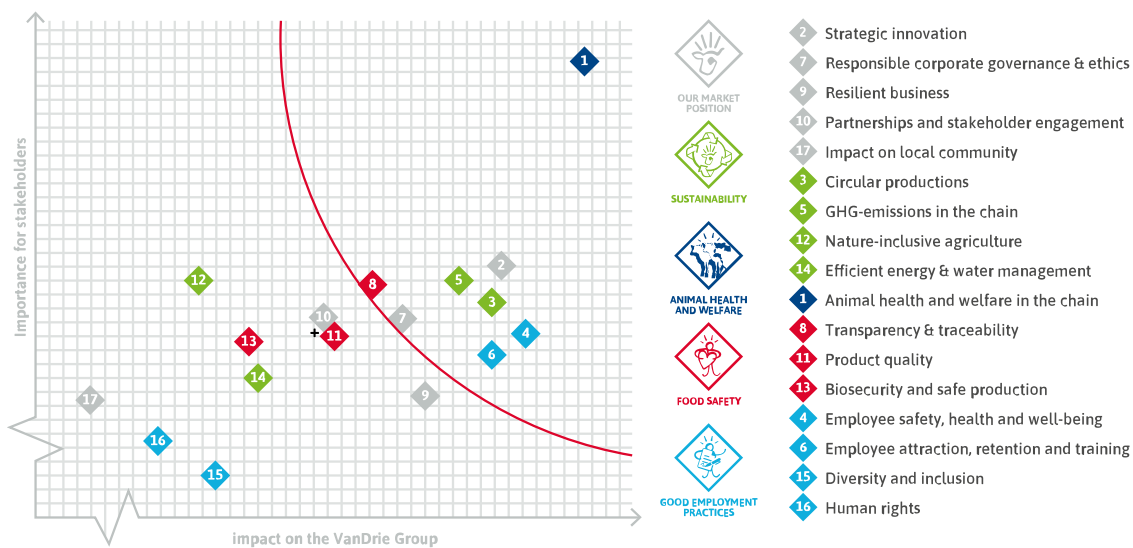 Importance for stakeholders
impact on the VanDrie Group
1
2
12
5
8
3
10
7
+
11
4
13
6
14
9
17
16
15
OUR MARKET
POSITION
SUSTAINABILITY
ANIMAL HEALTH
AND WELFARE
FOOD SAFETY
GOOD EMPLOYMENT
PRACTICES
2 Strategic innovation
7 Responsible corporate governance & ethics
9 Resilient business
10 Partnerships and stakeholder engagement
17 Impact on local community
3 Circular productions
5 GHG-emissions in the chain
12 Nature-inclusive agriculture
14 Efficient energy & water management
1 Animal health and welfare in the chain
8 Transparency & traceability
11 Product quality
13 Biosecurity and safe production
4 Employee safety, health and well-being
6 Employee attraction, retention and training
15 Diversity and inclusion
16 Human rights